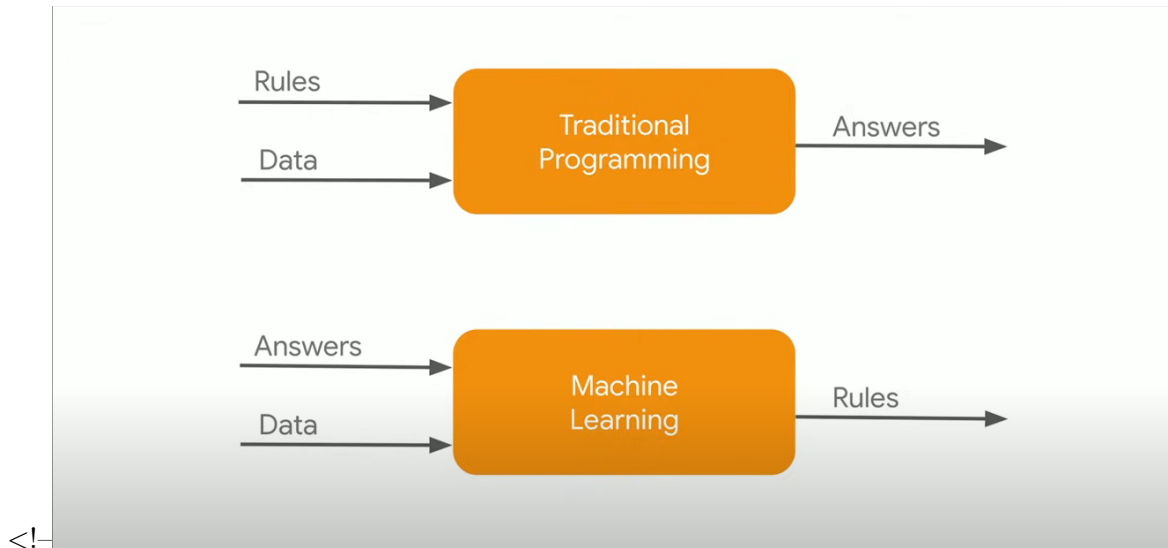 Rules
Data
Traditional
Programming
Answers
Answers
Data
Machine
Learning
Rules
<!–